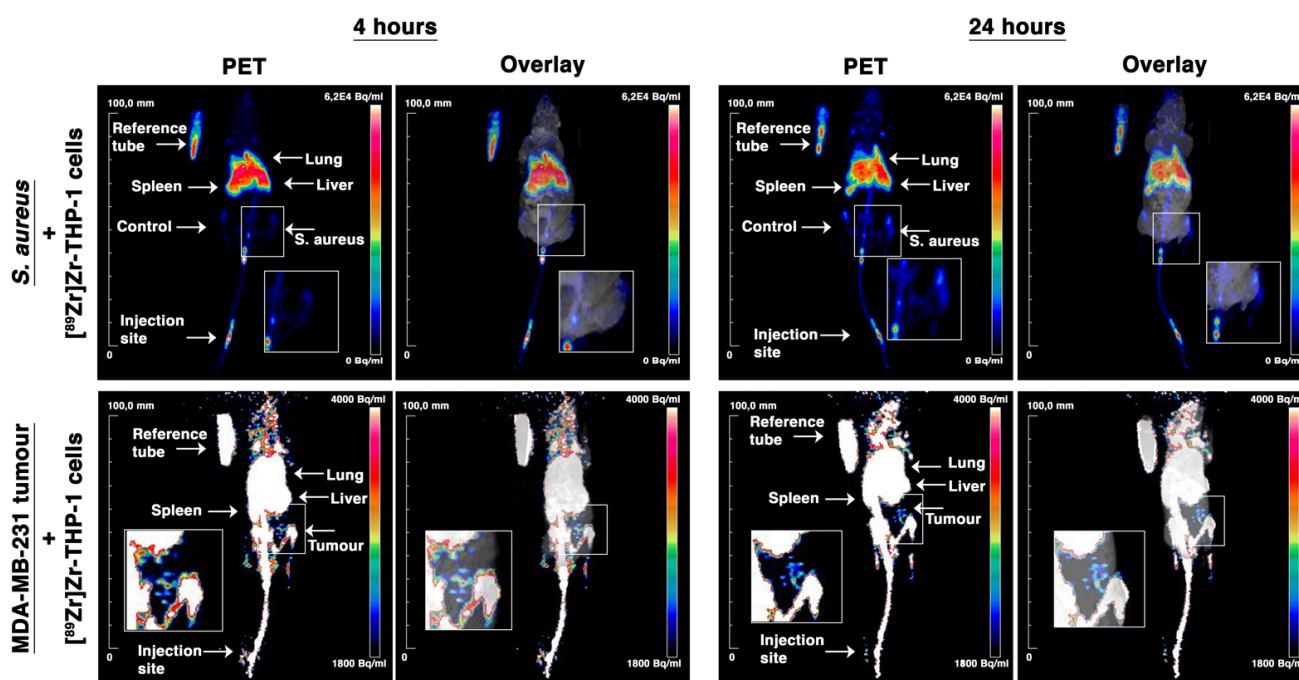 4 hours
24 hours
PET
Overlay
PET
Overlay
S. aureus
+
[⁸⁹Zr]Zr-THP-1 cells
100,0 mm
6,2E4 Bq/ml
Reference
tube
Lung
Spleen
Liver
Control
S. aureus
Injection
site
0
0 Bq/ml
100,0 mm
6,2E4 Bq/ml
0
0 Bq/ml
100,0 mm
6,2E4 Bq/ml
Reference
tube
Lung
Spleen
Liver
Control
S. aureus
Injection
site
0
0 Bq/ml
100,0 mm
6,2E4 Bq/ml
0
0 Bq/ml
MDA-MB-231 tumour
+
[⁸⁹Zr]Zr-THP-1 cells
100,0 mm
4000 Bq/ml
Reference
tube
Lung
Liver
Spleen
Tumour
Injection
site
0
1800 Bq/ml
100,0 mm
4000 Bq/ml
0
1800 Bq/ml
100,0 mm
4000 Bq/ml
Reference
tube
Lung
Liver
Spleen
Tumour
Injection
site
0
1800 Bq/ml
100,0 mm
4000 Bq/ml
0
1800 Bq/ml